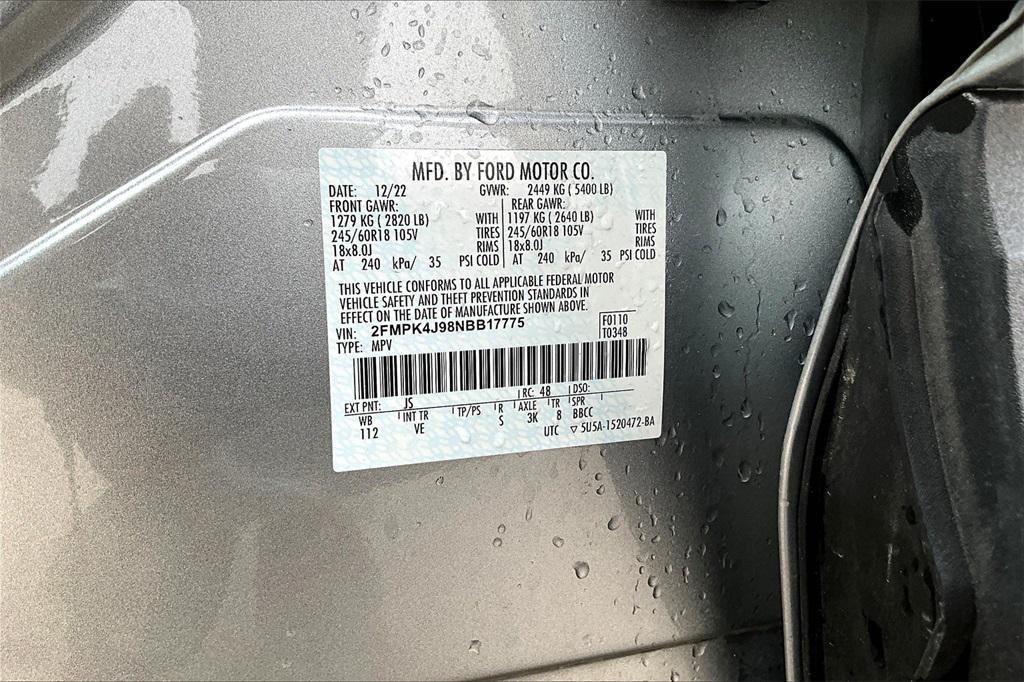 MFD. BY FORD MOTOR CO.
DATE: 12/22 GVWR: 2449 KG ( 5400 LB)
FRONT GAWR: REAR GAWR:
1279 KG ( 2820 LB) WITH 1197 KG ( 2640 LB) WITH
245/60R18 105V TIRES 245/60R18 105V TIRES
18x8.0J RIMS 18x8.0J RIMS
AT 240 kPa/ 35 PSI COLD AT 240 kPa/ 35 PSI COLD
THIS VEHICLE CONFORMS TO ALL APPLICABLE FEDERAL MOTOR
VEHICLE SAFETY AND THEFT PREVENTION STANDARDS IN
EFFECT ON THE DATE OF MANUFACTURE SHOWN ABOVE.
VIN: 2FMPK4J98NBB17775 F0110
TYPE: MPV T0348
EXT PNT: JS RC: 48 DSO:
WB INT TR TP/PS R AXLE TR SPR
112 VE S 3K 8 BBCC
UTC ▽ 5U5A-1520472-BA